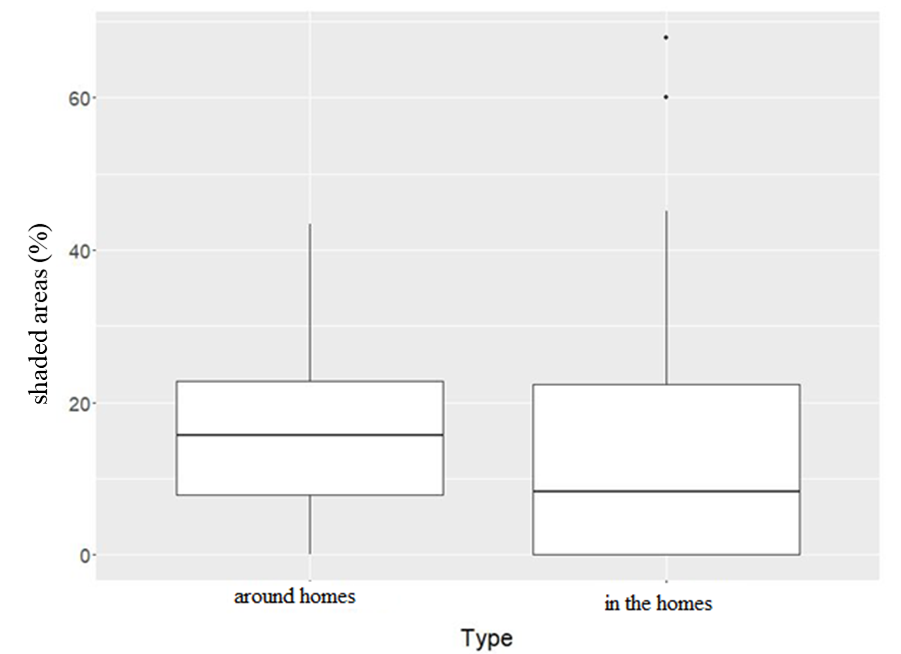 shaded areas (%)
60
40
20
0
around homes
in the homes
Type